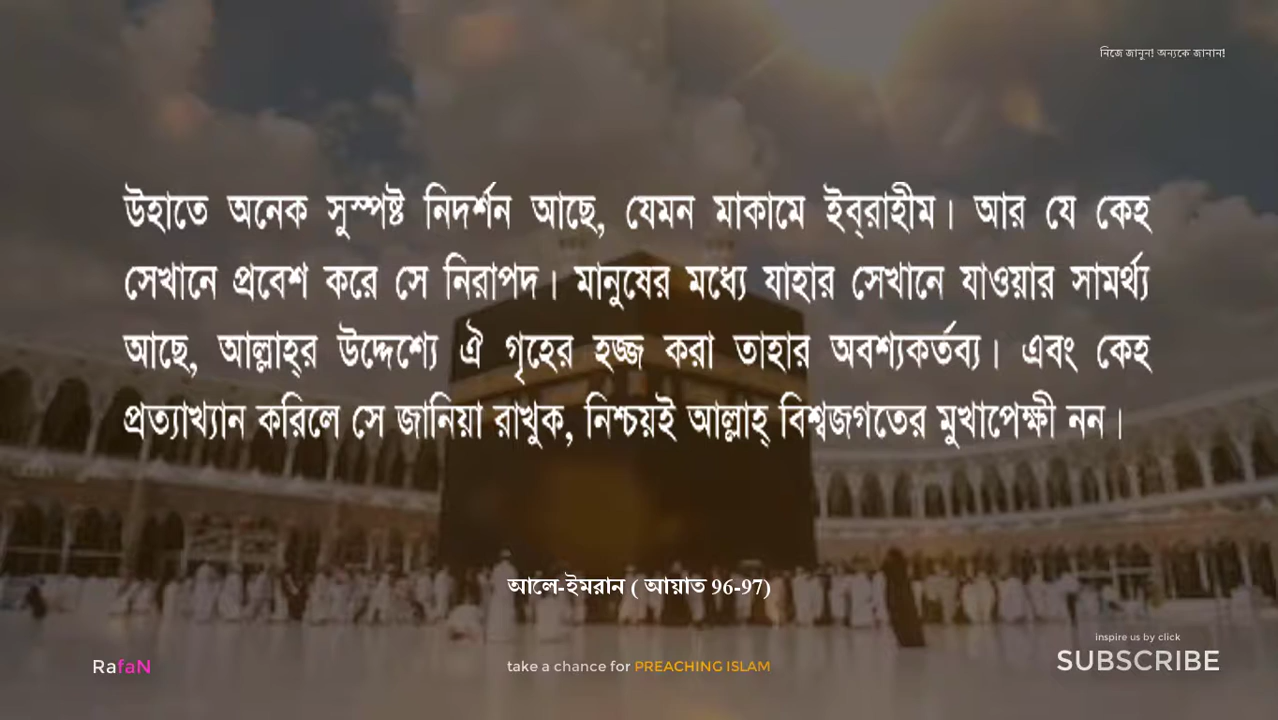 নিজে জানুন! অন্যকে জানান!
উহাতে অনেক সুস্পষ্ট নিদর্শন আছে, যেমন মাকামে ইব্‌রাহীম। আর যে কেহ
সেখানে প্রবেশ করে সে নিরাপদ। মানুষের মধ্যে যাহার সেখানে যাওয়ার সামর্থ্য
আছে, আল্লাহ্‌র উদ্দেশ্যে ঐ গৃহের হজ্জ করা তাহার অবশ্যকর্তব্য। এবং কেহ
প্রত্যাখ্যান করিলে সে জানিয়া রাখুক, নিশ্চয়ই আল্লাহ্ বিশ্বজগতের মুখাপেক্ষী নন।
আলে-ইমরান ( আয়াত 96-97)
inspire us by click
RafaN
take a chance for PREACHING ISLAM
SUBSCRIBE